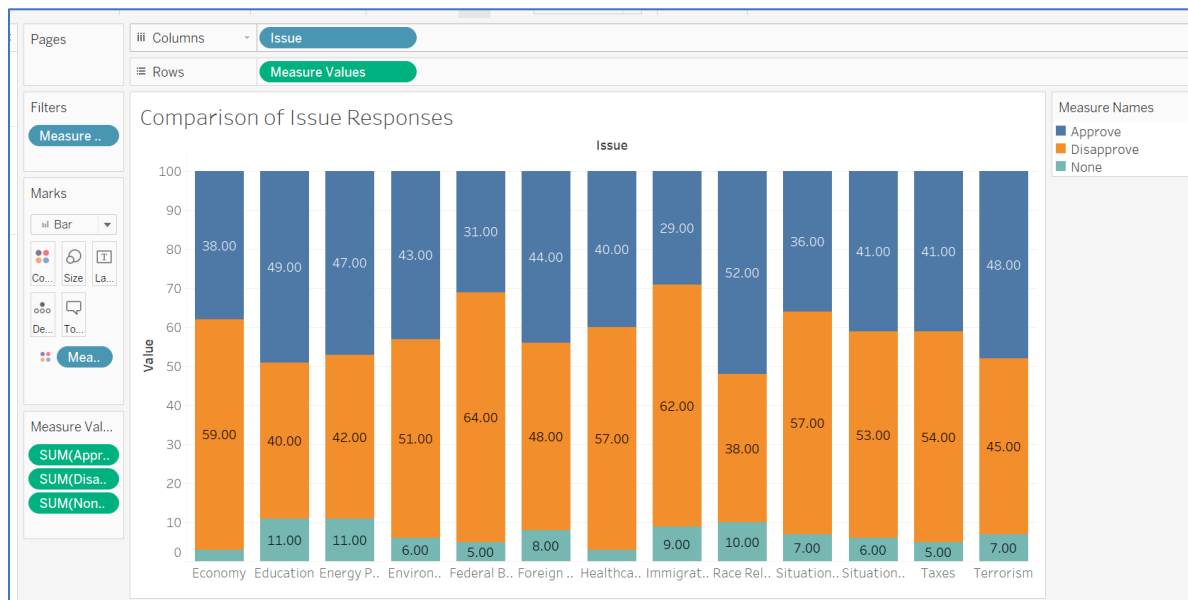 Pages
Columns
Issue
Rows
Measure Values
Filters
Measure ..
Marks
Bar
Co...
Size
La...
De...
To...
Mea..
Measure Val...
SUM(Appr..
SUM(Disa..
SUM(Non..
Comparison of Issue Responses
Issue
Value
100
90
80
70
60
50
40
30
20
10
0
38.00 49.00 47.00 43.00 31.00 44.00 40.00 29.00 52.00 36.00 41.00 41.00 48.00
59.00 40.00 42.00 51.00 64.00 48.00 57.00 62.00 38.00 57.00 53.00 54.00 45.00
11.00 11.00 6.00 5.00 8.00 9.00 10.00 7.00 6.00 5.00 7.00
Economy Education Energy P.. Environ.. Federal B.. Foreign .. Healthca.. Immigrat.. Race Rel.. Situation.. Situation.. Taxes Terrorism
Measure Names
Approve
Disapprove
None